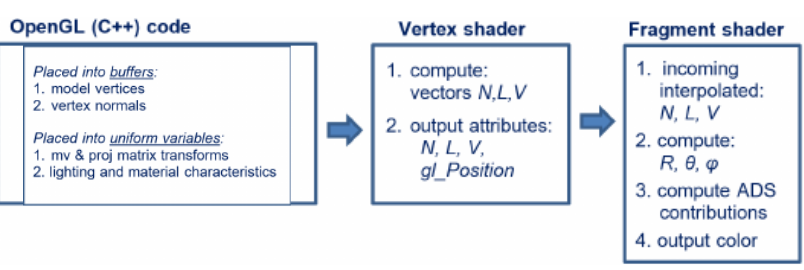 OpenGL (C++) code
Placed into buffers:
1. model vertices
2. vertex normals
Placed into uniform variables:
1. mv & proj matrix transforms
2. lighting and material characteristics
Vertex shader
1. compute:
vectors N,L,V
2. output attributes:
N, L, V,
gl_Position
Fragment shader
1. incoming
interpolated:
N, L, V
2. compute:
R, θ, φ
3. compute ADS
contributions
4. output color